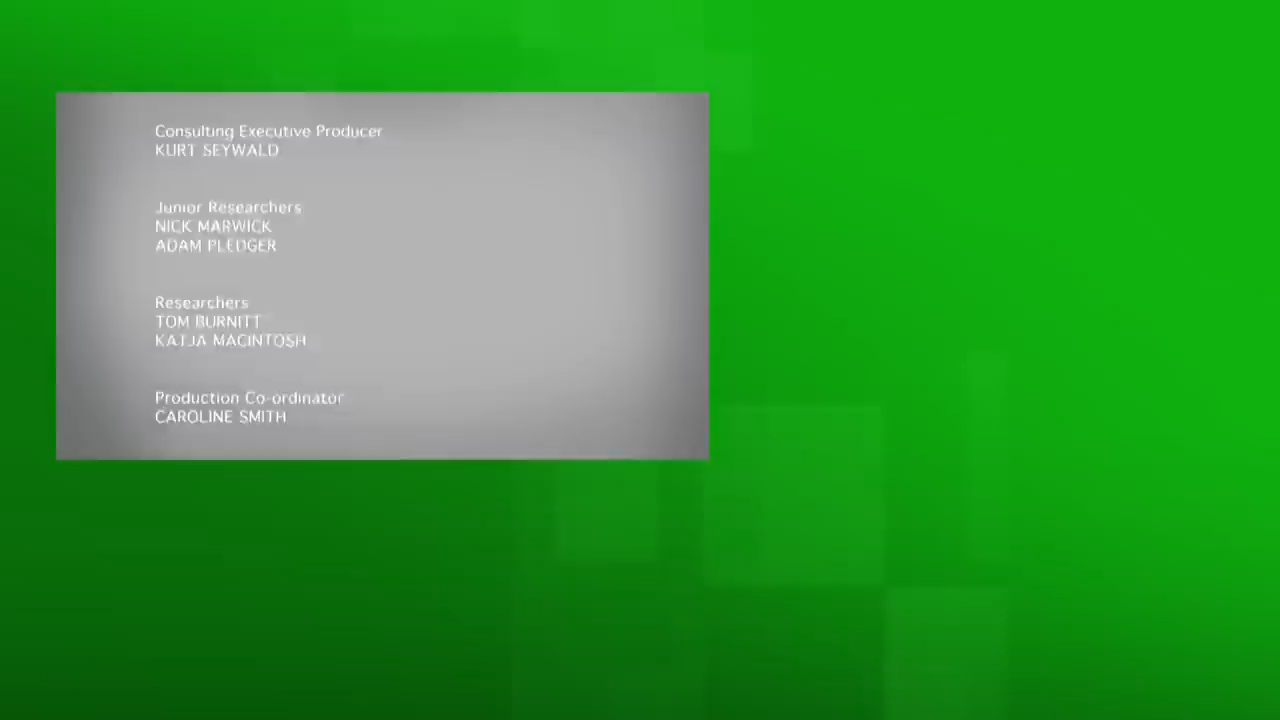 Consulting Executive Producer
KURT SEYWALD
Junior Researchers
NICK MARWICK
ADAM PLEDGER
Researchers
TOM BURNITT
KATJA MACINTOSH
Production Co-ordinator
CAROLINE SMITH